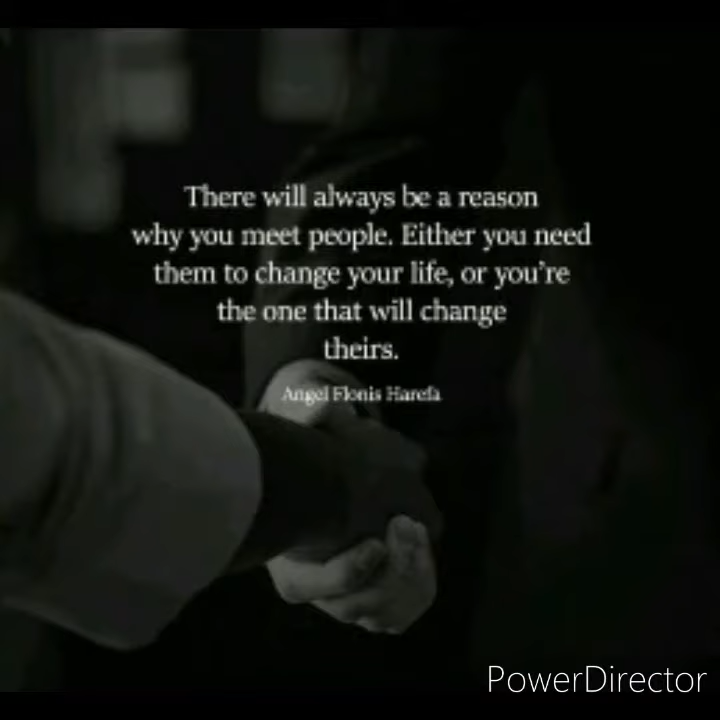 There will always be a reason
why you meet people. Either you need
them to change your life, or you're
the one that will change
theirs.
Angel Flonis Harefa
PowerDirector